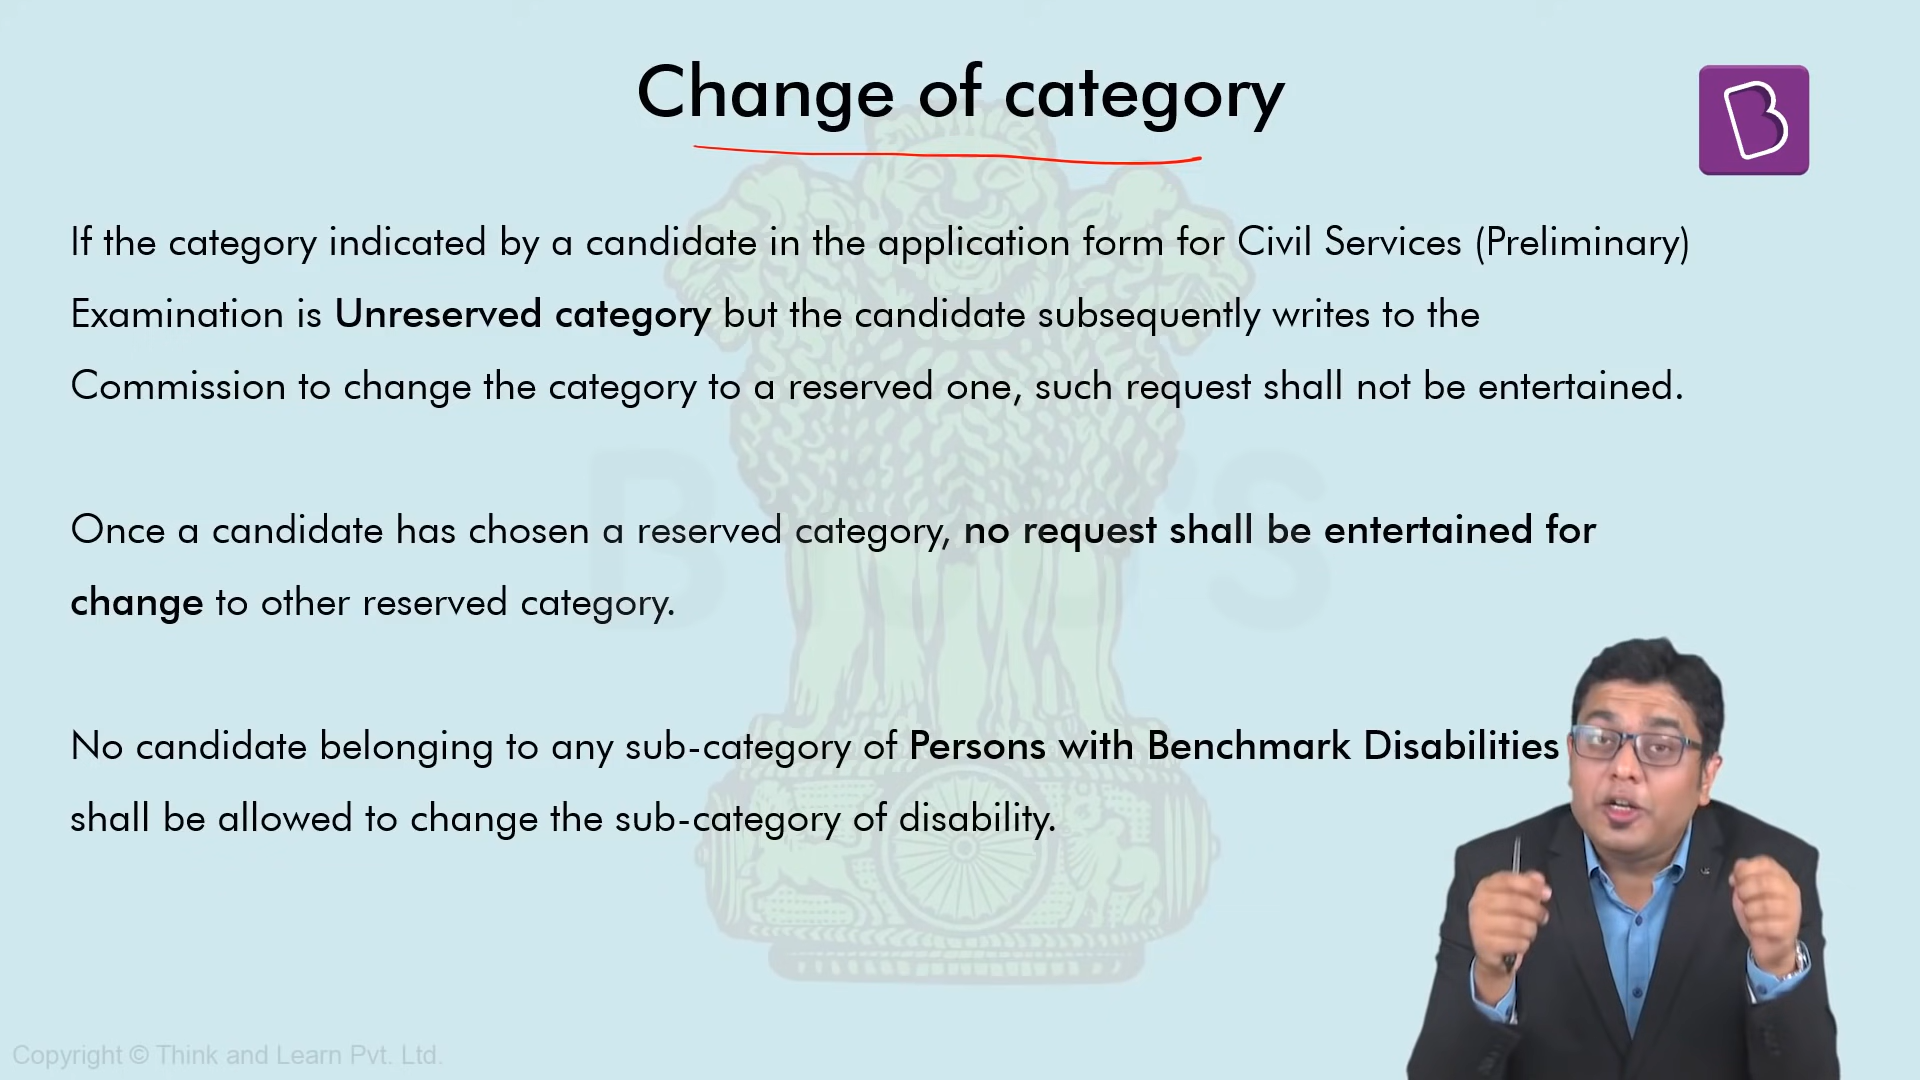 Change of category
B
If the category indicated by a candidate in the application form for Civil Services (Preliminary)
Examination is Unreserved category but the candidate subsequently writes to the
Commission to change the category to a reserved one, such request shall not be entertained.
Once a candidate has chosen a reserved category, no request shall be entertained for
change to other reserved category.
No candidate belonging to any sub-category of Persons with Benchmark Disabilities
shall be allowed to change the sub-category of disability.
Copyright © Think and Learn Pvt. Ltd.